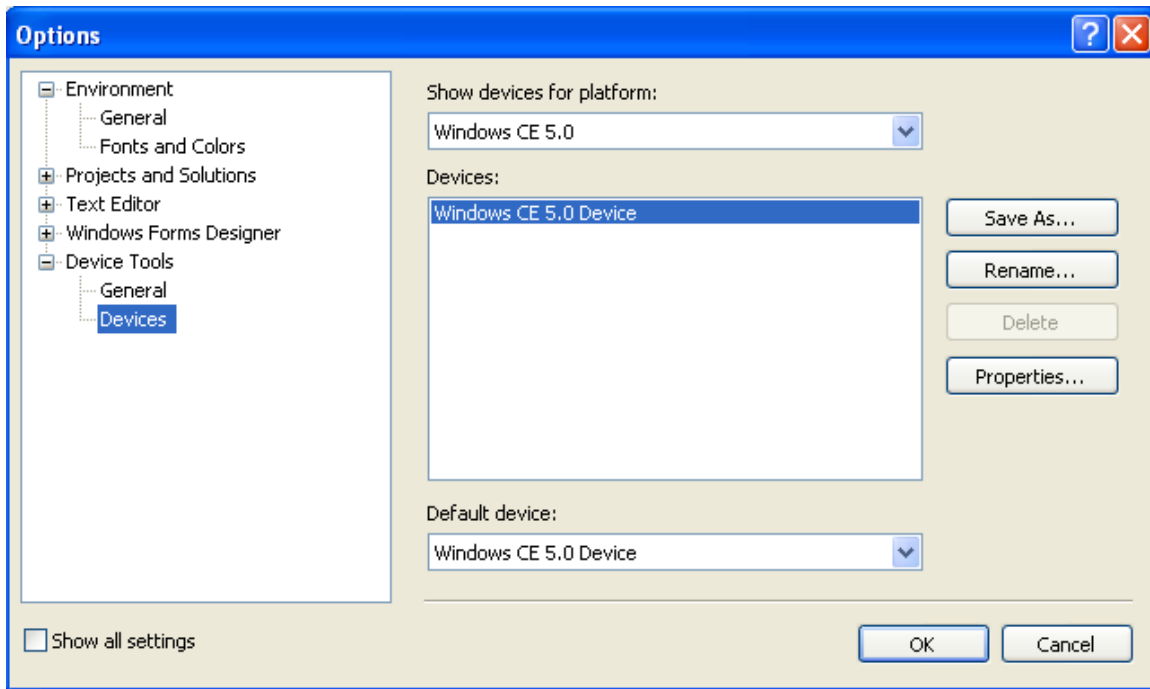 Options
Environment
General
Fonts and Colors
Projects and Solutions
Text Editor
Windows Forms Designer
Device Tools
General
Devices
Show devices for platform:
Windows CE 5.0
Devices:
Windows CE 5.0 Device
Save As...
Rename...
Delete
Properties...
Default device:
Windows CE 5.0 Device
Show all settings
OK
Cancel